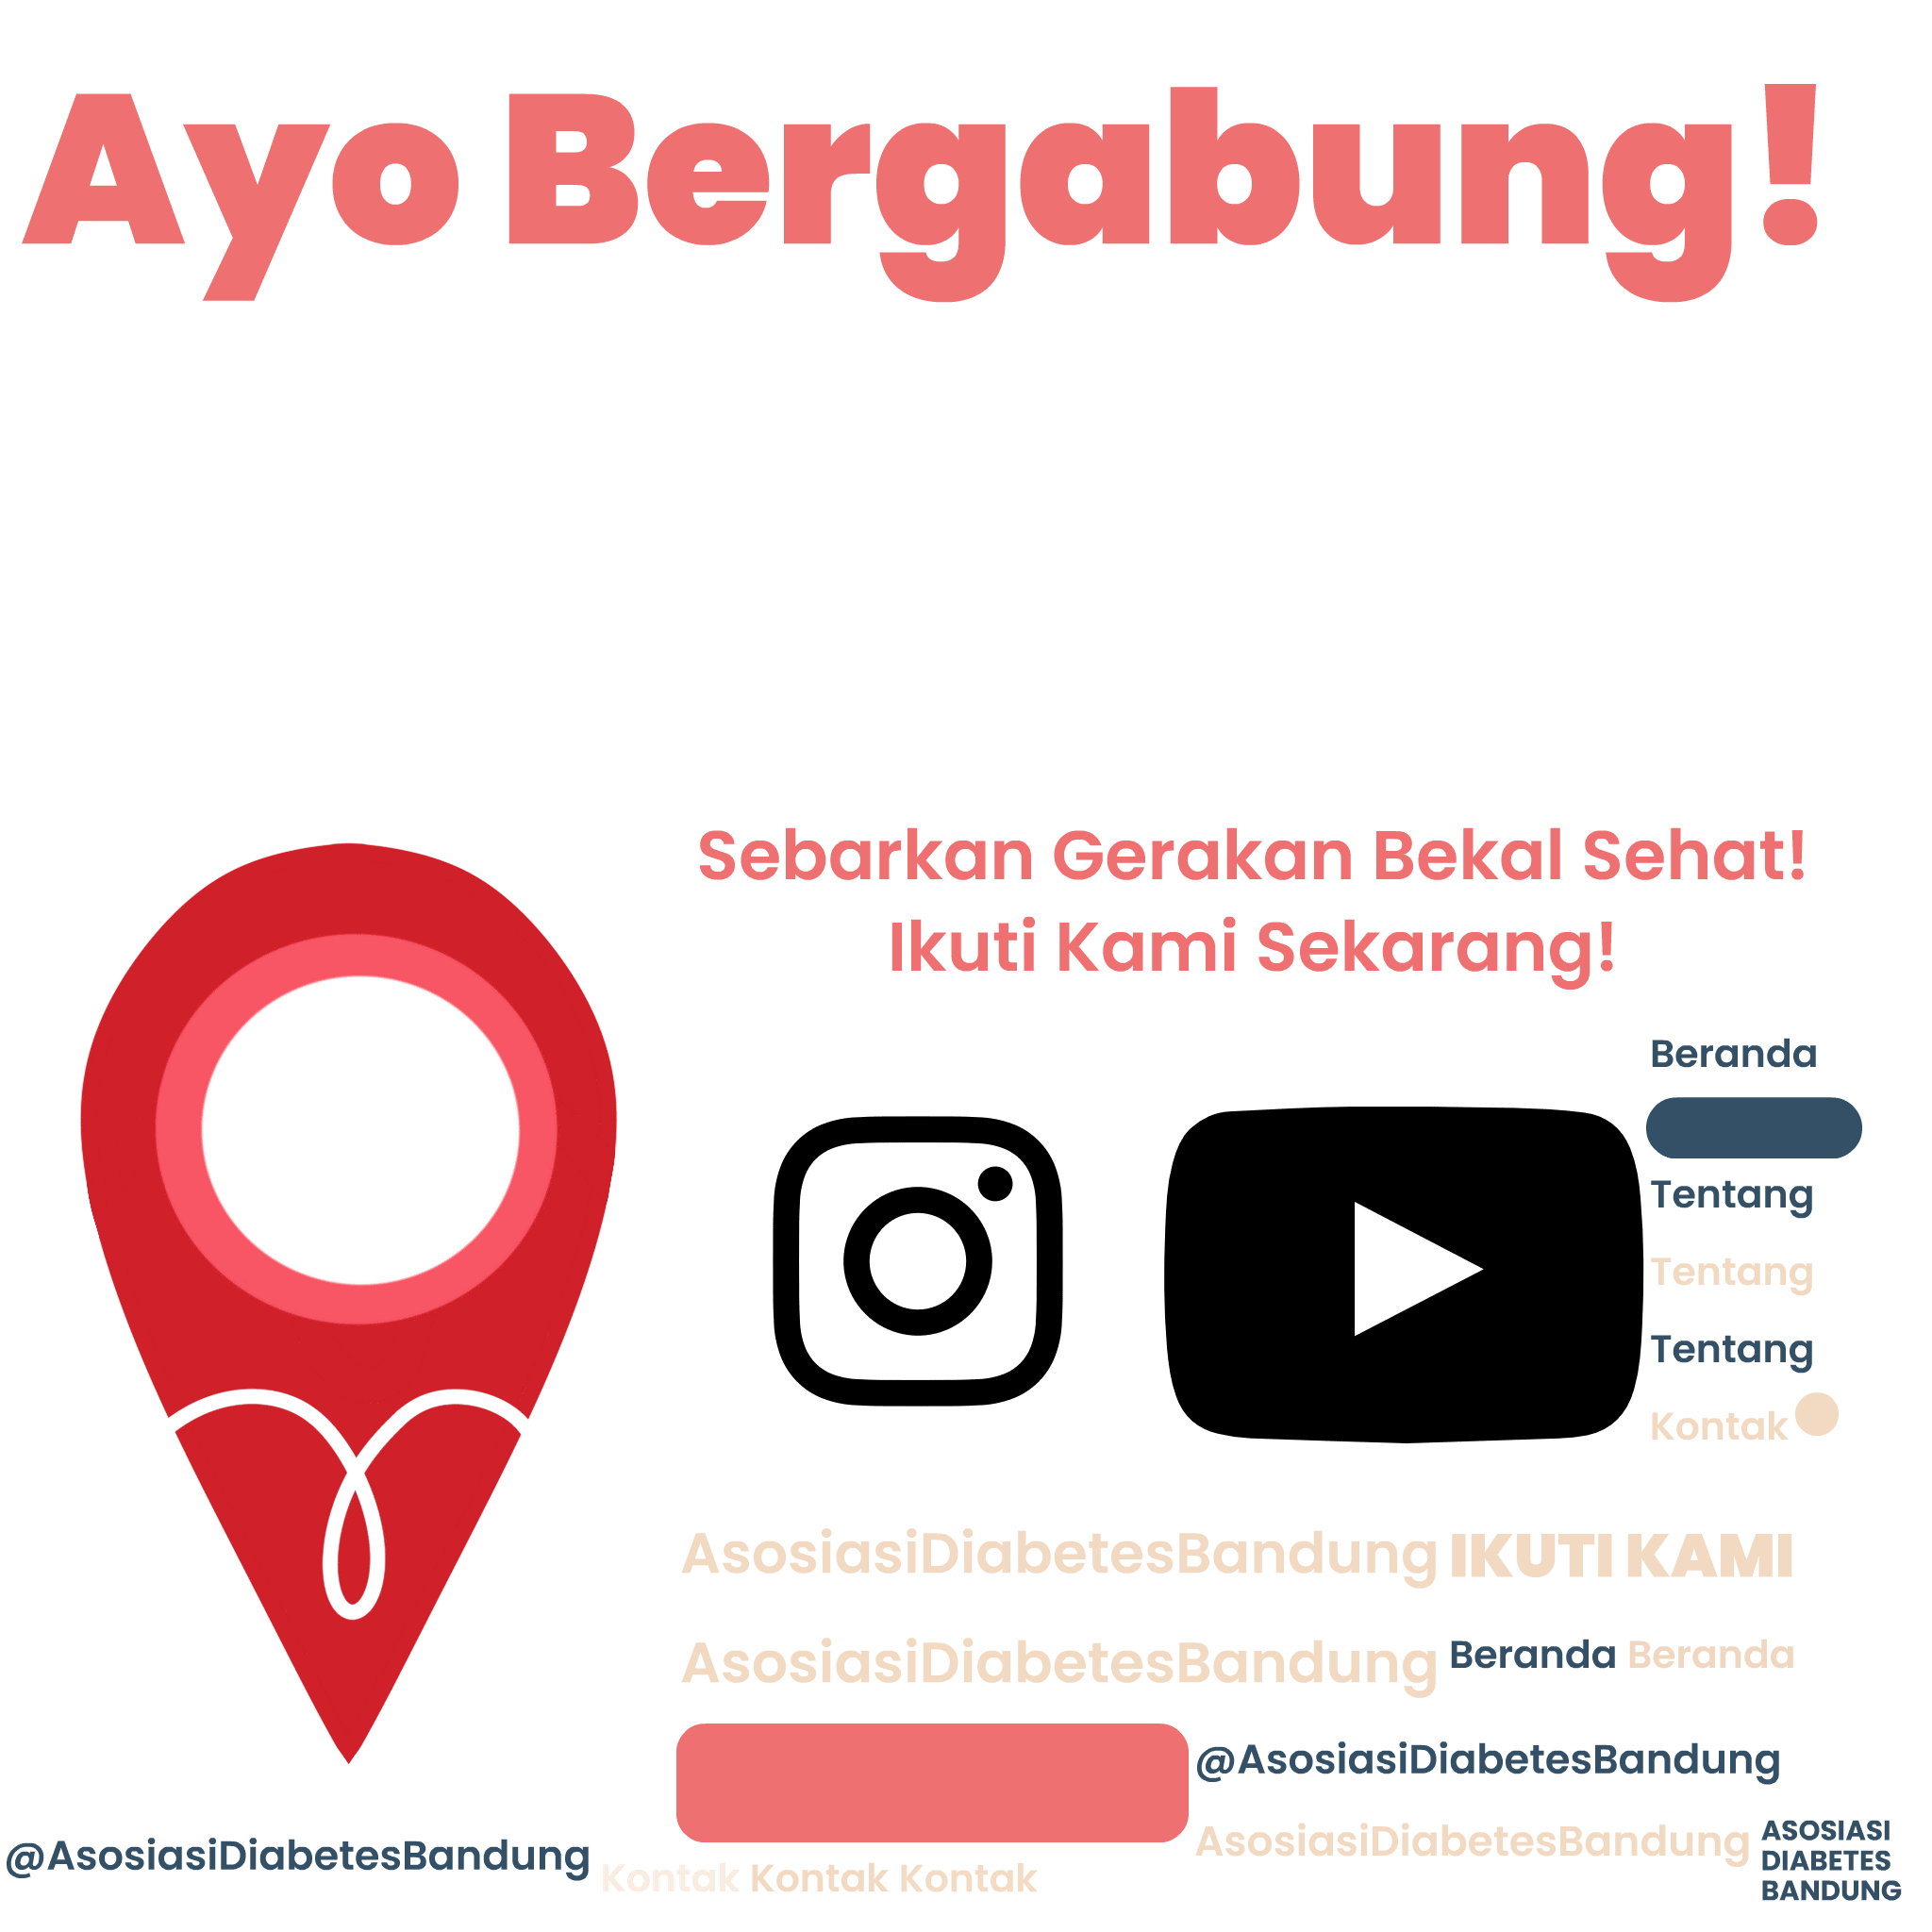 Ayo Bergabung!
Sebarkan Gerakan Bekal Sehat!
Ikuti Kami Sekarang!
Beranda
Tentang
Tentang
Tentang
Kontak
AsosiasiDiabetesBandung IKUTI KAMI
AsosiasiDiabetesBandung Beranda Beranda
@AsosiasiDiabetesBandung
AsosiasiDiabetesBandung
ASOSIASI
DIABETES
BANDUNG
@AsosiasiDiabetesBandung
Kontak Kontak Kontak